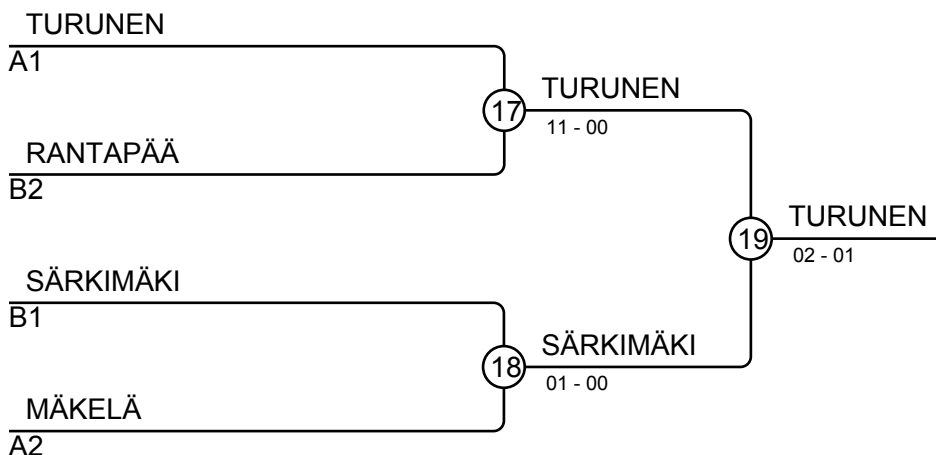 TURUNEN
A1
17
TURUNEN
11 - 00
RANTAPÄÄ
B2
19
TURUNEN
02 - 01
SÄRKIMÄKI
B1
18
SÄRKIMÄKI
01 - 00
MÄKELÄ
A2